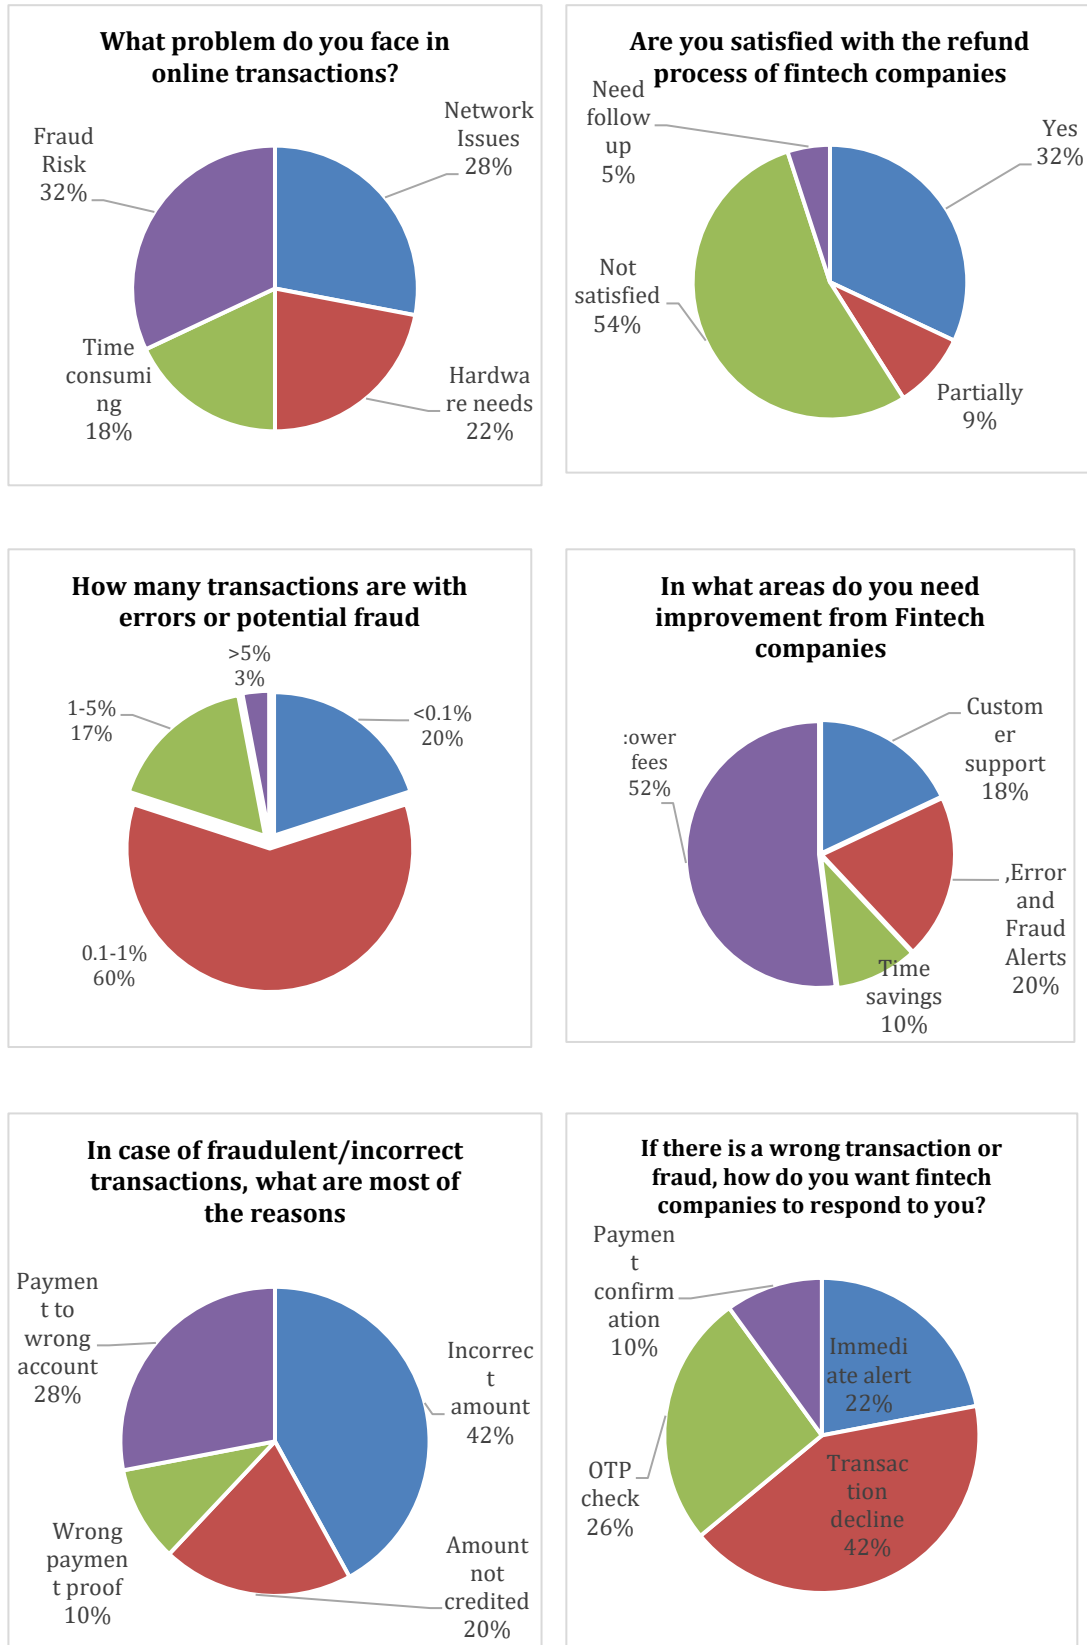 What problem do you face in
online transactions?
Network
Issues
28%
Hardwa
re needs
22%
Time
consumi
ng
18%
Fraud
Risk
32%
Are you satisfied with the refund
process of fintech companies
Yes
32%
Partially
9%
Not
satisfied
54%
Need
follow
up
5%
How many transactions are with
errors or potential fraud
<0.1%
20%
0.1-1%
60%
1-5%
17%
>5%
3%
In what areas do you need
improvement from Fintech
companies
Custom
er
support
18%
,Error
and
Fraud
Alerts
20%
Time
savings
10%
:ower
fees
52%
In case of fraudulent/incorrect
transactions, what are most of
the reasons
Incorrec
t
amount
42%
Amount
not
credited
20%
Wrong
paymen
t proof
10%
Paymen
t to
wrong
account
28%
If there is a wrong transaction or
fraud, how do you want fintech
companies to respond to you?
Immedi
ate alert
22%
Transac
tion
decline
42%
OTP
check
26%
Paymen
t
confirm
ation
10%